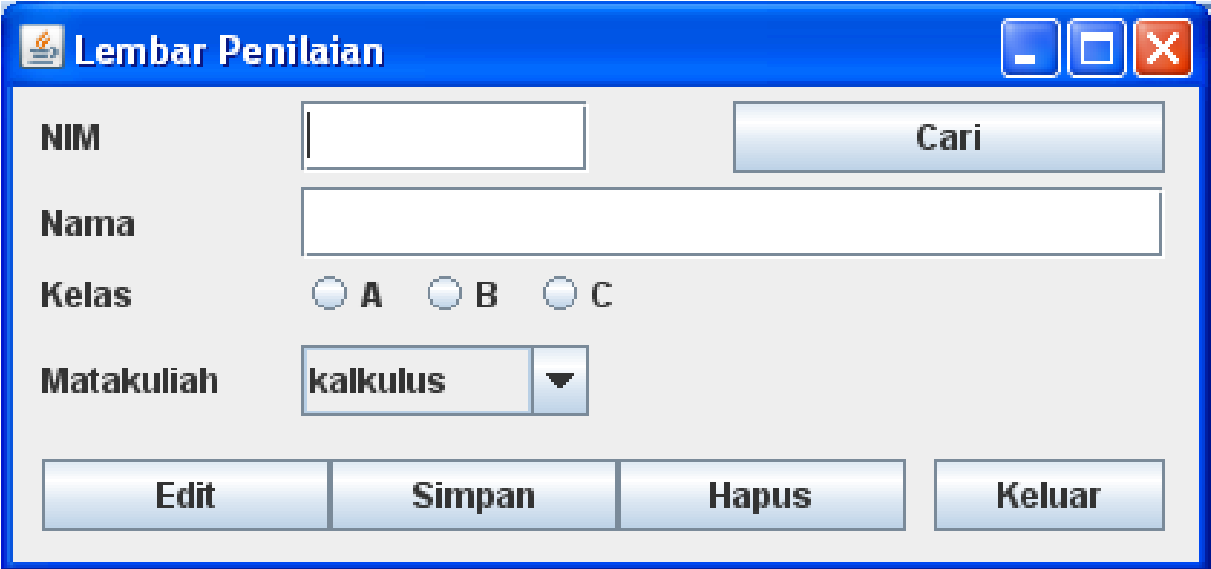 Lembar Penilaian
NIM Cari
Nama
Kelas A B C
Matakuliah kalkulus
Edit Simpan Hapus Keluar